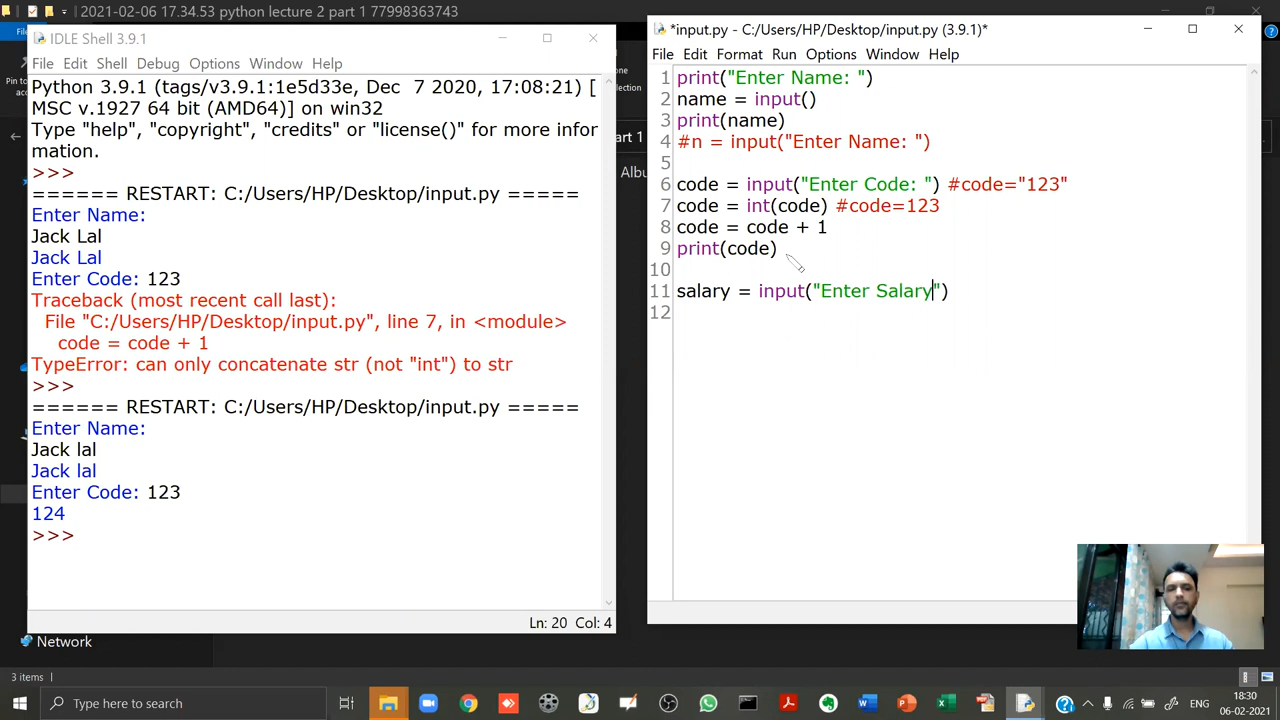 2021-02-06 17.34.53 python lecture 2 part 1 77998363743
IDLE Shell 3.9.1
File Edit Shell Debug Options Window Help
Python 3.9.1 (tags/v3.9.1:1e5d33e, Dec 7 2020, 17:08:21) [
MSC v.1927 64 bit (AMD64)] on win32
Type "help", "copyright", "credits" or "license()" for more infor
mation.
>>>
====== RESTART: C:/Users/HP/Desktop/input.py =====
Enter Name:
Jack Lal
Jack Lal
Enter Code: 123
Traceback (most recent call last):
File "C:/Users/HP/Desktop/input.py", line 7, in <module>
code = code + 1
TypeError: can only concatenate str (not "int") to str
>>>
====== RESTART: C:/Users/HP/Desktop/input.py =====
Enter Name:
Jack lal
Jack lal
Enter Code: 123
124
>>>
Ln: 20 Col: 4
*input.py - C:/Users/HP/Desktop/input.py (3.9.1)*
File Edit Format Run Options Window Help
1 print("Enter Name: ")
2 name = input()
3 print(name)
4 #n = input("Enter Name: ")
5
6 code = input("Enter Code: ") #code="123"
7 code = int(code) #code=123
8 code = code + 1
9 print(code)
10
11 salary = input("Enter Salary")
12
Network
3 items
Type here to search
ENG
18:30
06-02-2021